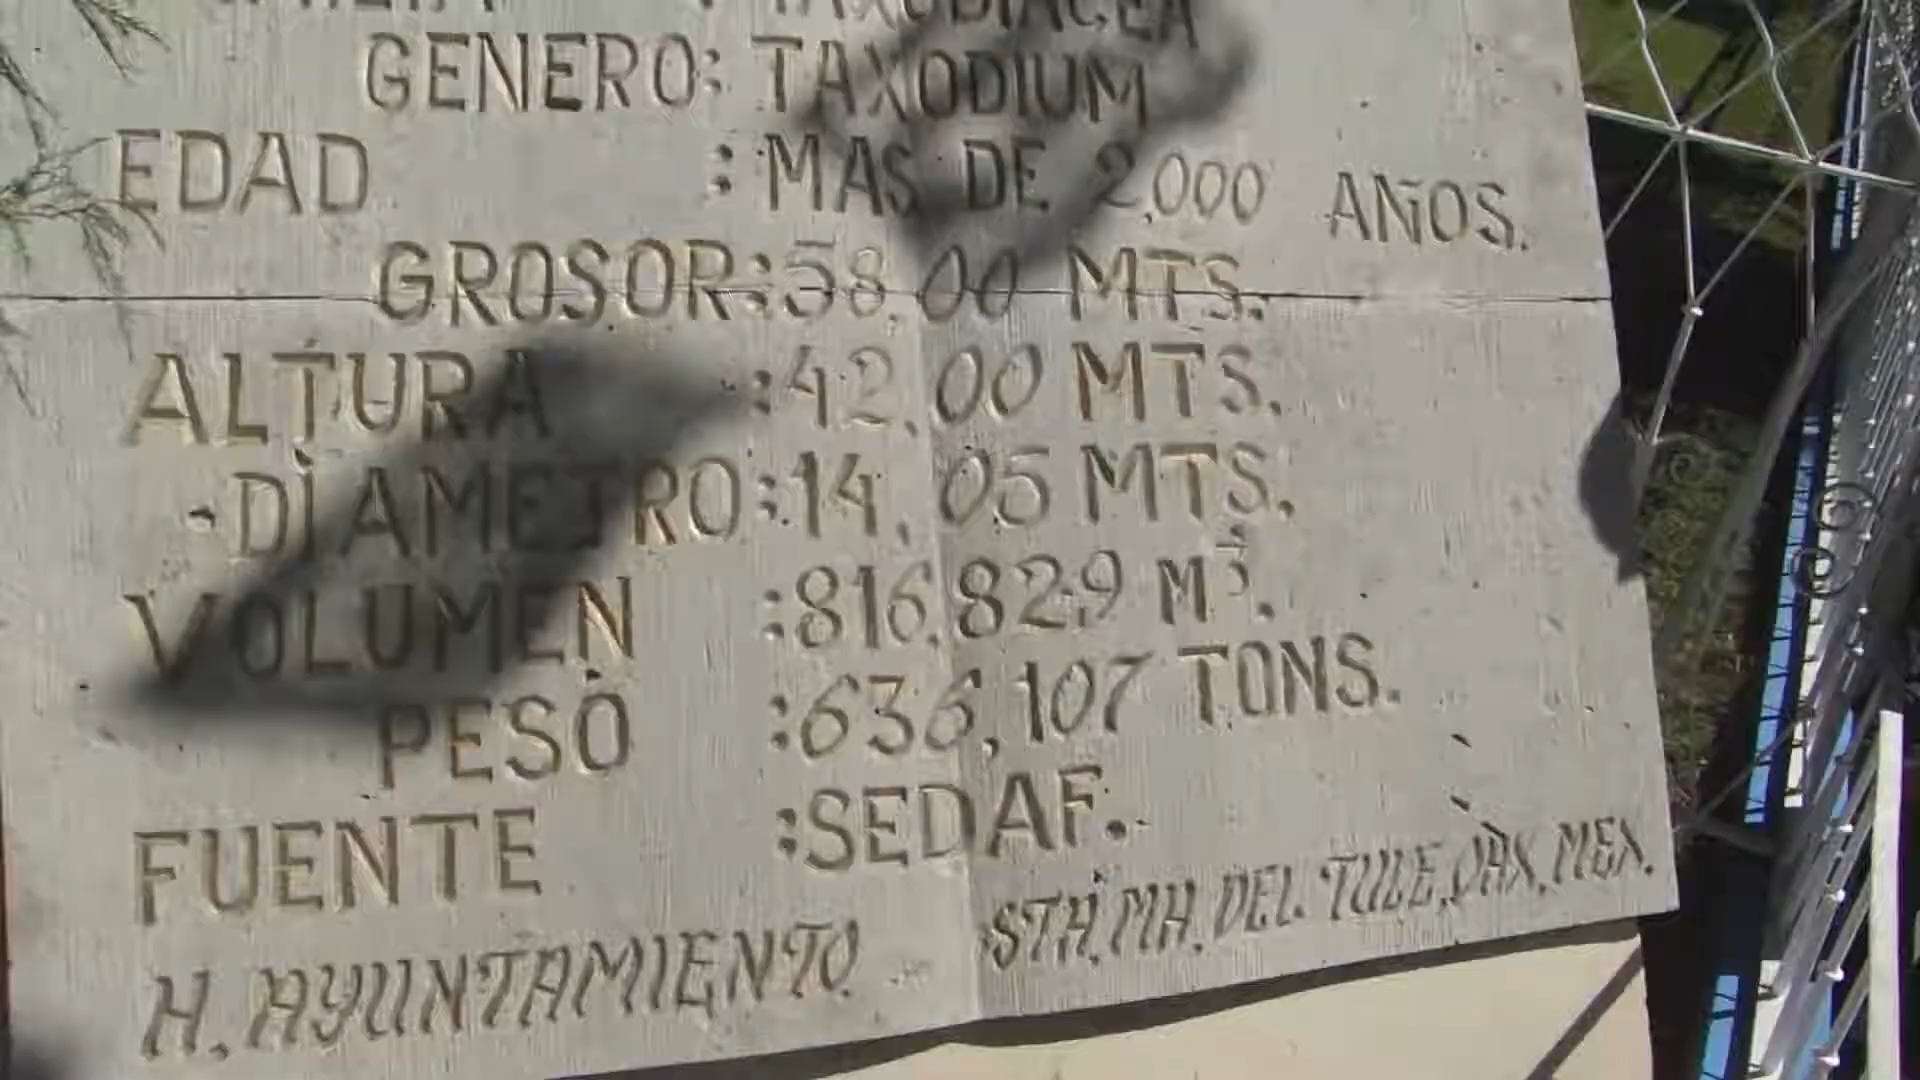 : TAXODIACEA
GENERO: TAXODIUM
EDAD : MAS DE 2,000 AÑOS.
GROSOR: 58.00 MTS.
ALTURA : 42.00 MTS.
DIAMETRO: 14.05 MTS.
VOLUMEN : 816,829 M³.
PESO : 636,107 TONS.
FUENTE : SEDAF.
H. AYUNTAMIENTO. STA. MA. DEL TULE, OAX. MEX.